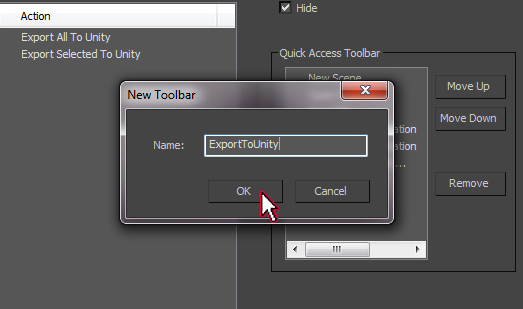 Action
Hide
Export All To Unity
Export Selected To Unity
Quick Access Toolbar
New Scene
Move Up
New Toolbar
Move Down
Name:
ExportToUnity
ation
ation
...
OK
Cancel
Remove